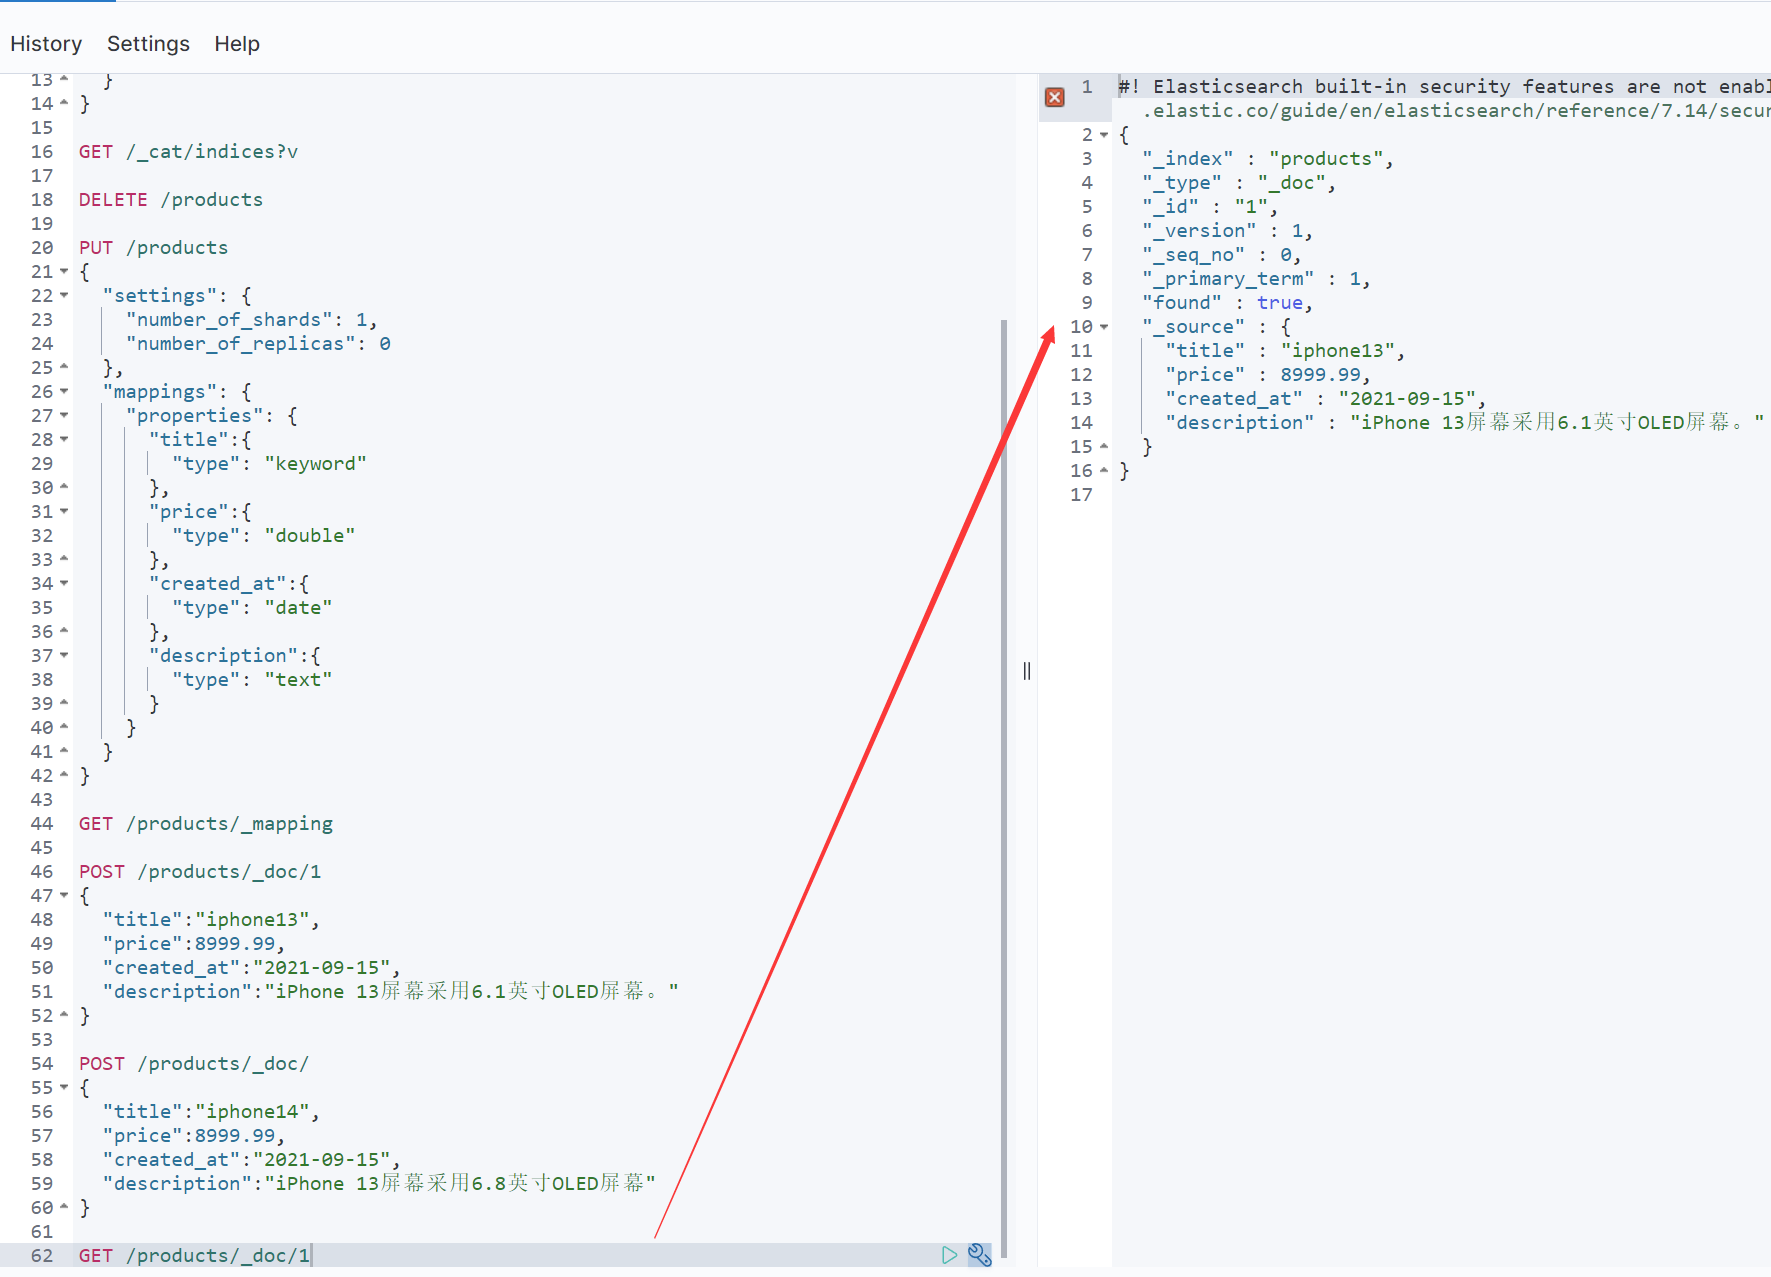 History Settings Help
13 }
14 }
15
16 GET /_cat/indices?v
17
18 DELETE /products
19
20 PUT /products
21 {
22 "settings": {
23 "number_of_shards": 1,
24 "number_of_replicas": 0
25 },
26 "mappings": {
27 "properties": {
28 "title":{
29 "type": "keyword"
30 },
31 "price":{
32 "type": "double"
33 },
34 "created_at":{
35 "type": "date"
36 },
37 "description":{
38 "type": "text"
39 }
40 }
41 }
42 }
43
44 GET /products/_mapping
45
46 POST /products/_doc/1
47 {
48 "title":"iphone13",
49 "price":8999.99,
50 "created_at":"2021-09-15",
51 "description":"iPhone 13屏幕采用6.1英寸OLED屏幕。"
52 }
53
54 POST /products/_doc/
55 {
56 "title":"iphone14",
57 "price":8999.99,
58 "created_at":"2021-09-15",
59 "description":"iPhone 13屏幕采用6.8英寸OLED屏幕"
60 }
61
62 GET /products/_doc/1
1 #! Elasticsearch built-in security features are not enabl
.elastic.co/guide/en/elasticsearch/reference/7.14/secur
2 {
3 "_index" : "products",
4 "_type" : "_doc",
5 "_id" : "1",
6 "_version" : 1,
7 "_seq_no" : 0,
8 "_primary_term" : 1,
9 "found" : true,
10 "_source" : {
11 "title" : "iphone13",
12 "price" : 8999.99,
13 "created_at" : "2021-09-15",
14 "description" : "iPhone 13屏幕采用6.1英寸OLED屏幕。"
15 }
16 }
17